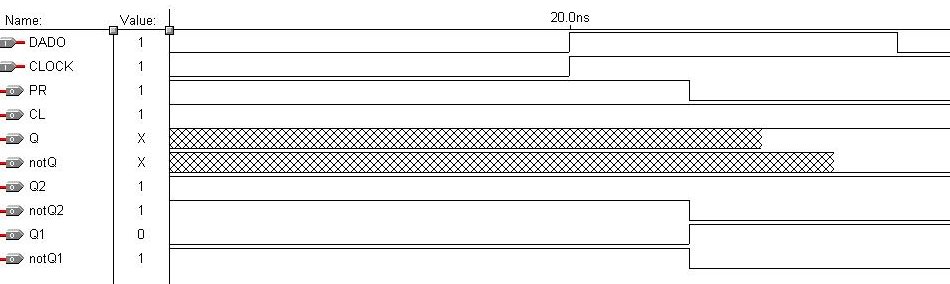 20.0ns
Name: Value:
DADO 1
CLOCK 1
PR 1
CL 1
Q X
notQ X
Q2 1
notQ2 1
Q1 0
notQ1 1